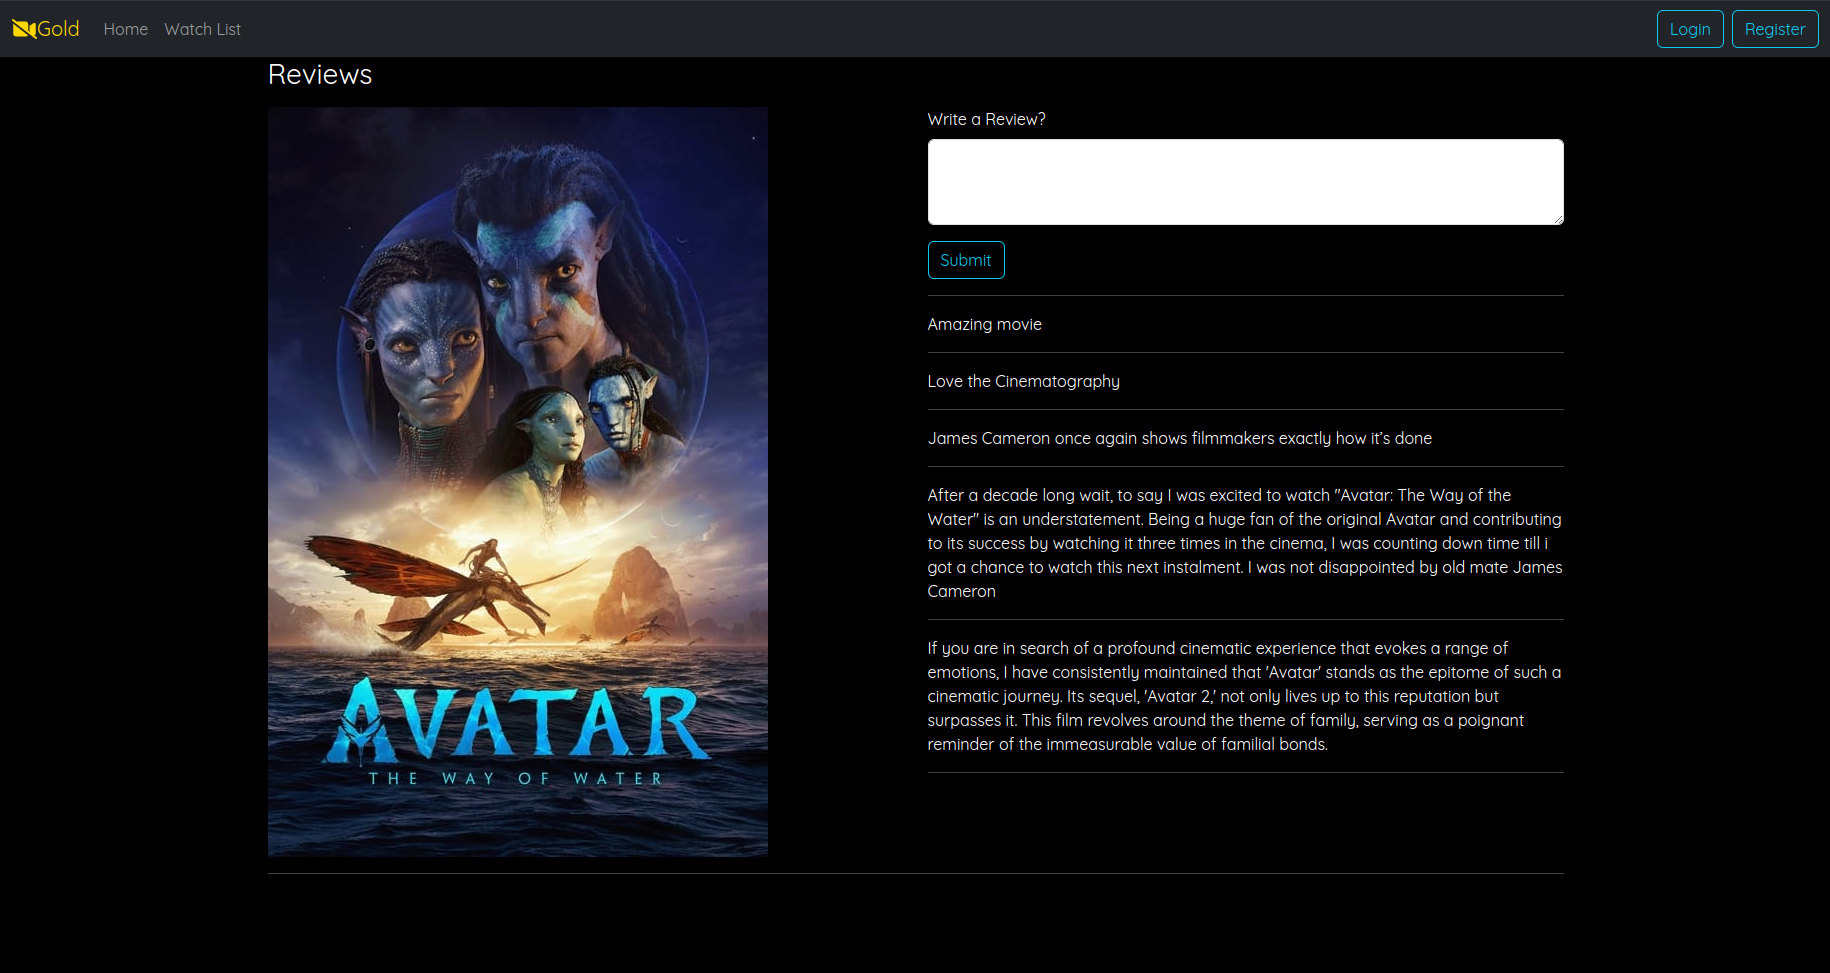 Gold Home Watch List Login Register
Reviews
Write a Review?
Submit
Amazing movie
Love the Cinematography
James Cameron once again shows filmmakers exactly how it’s done
After a decade long wait, to say I was excited to watch "Avatar: The Way of the
Water" is an understatement. Being a huge fan of the original Avatar and contributing
to its success by watching it three times in the cinema, I was counting down time till i
got a chance to watch this next instalment. I was not disappointed by old mate James
Cameron
If you are in search of a profound cinematic experience that evokes a range of
emotions, I have consistently maintained that 'Avatar' stands as the epitome of such a
cinematic journey. Its sequel, 'Avatar 2,' not only lives up to this reputation but
surpasses it. This film revolves around the theme of family, serving as a poignant
reminder of the immeasurable value of familial bonds.
AVATAR
THE WAY OF WATER